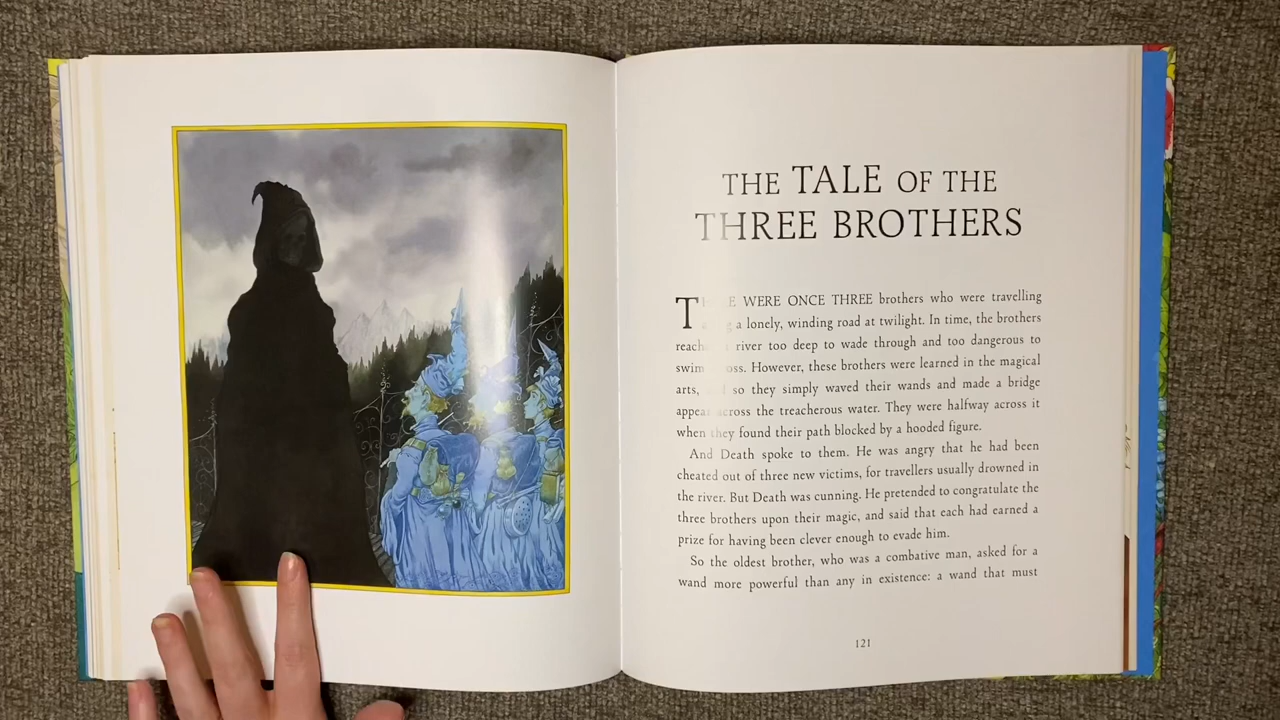 THE TALE OF THE
THREE BROTHERS
T E WERE ONCE THREE brothers who were travelling
a lonely, winding road at twilight. In time, the brothers
reach river too deep to wade through and too dangerous to
swim oss. However, these brothers were learned in the magical
arts, so they simply waved their wands and made a bridge
appear across the treacherous water. They were halfway across it
when they found their path blocked by a hooded figure.
And Death spoke to them. He was angry that he had been
cheated out of three new victims, for travellers usually drowned in
the river. But Death was cunning. He pretended to congratulate the
three brothers upon their magic, and said that each had earned a
prize for having been clever enough to evade him.
So the oldest brother, who was a combative man, asked for a
wand more powerful than any in existence: a wand that must
121